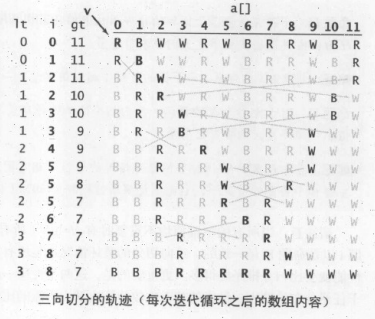 v a[]
lt i gt 0 1 2 3 4 5 6 7 8 9 10 11
0 0 11 R B W W R W B R R W B R
0 1 11 R B W W R W B R R W B R
1 2 11 B R W W R W B R R W B R
1 2 10 B R R W R W B R R W B W
1 3 10 B R R W R W B R R W B W
1 3 9 B R R B R W B R R W W W
2 4 9 B B R R R W B R R W W W
2 5 9 B B R R R W B R R W W W
2 5 8 B B R R R W B R R W W W
2 5 7 B B R R R R B R W W W W
2 6 7 B B R R R R B R W W W W
3 7 7 B B B R R R R R W W W W
3 8 7 B B B R R R R R W W W W
3 8 7 B B B R R R R R W W W W
三向切分的轨迹（每次迭代循环之后的数组内容）